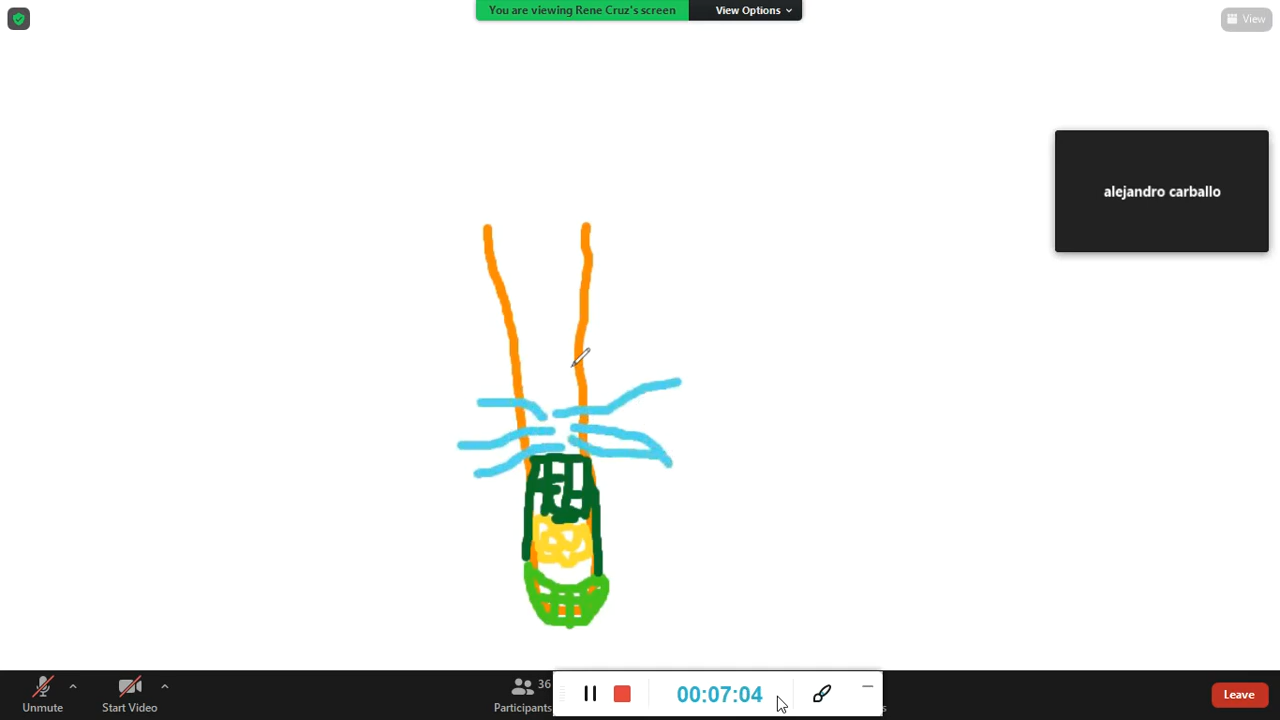 You are viewing Rene Cruz's screen View Options
View
alejandro carballo
36
00:07:04
Unmute Start Video Participants Leave